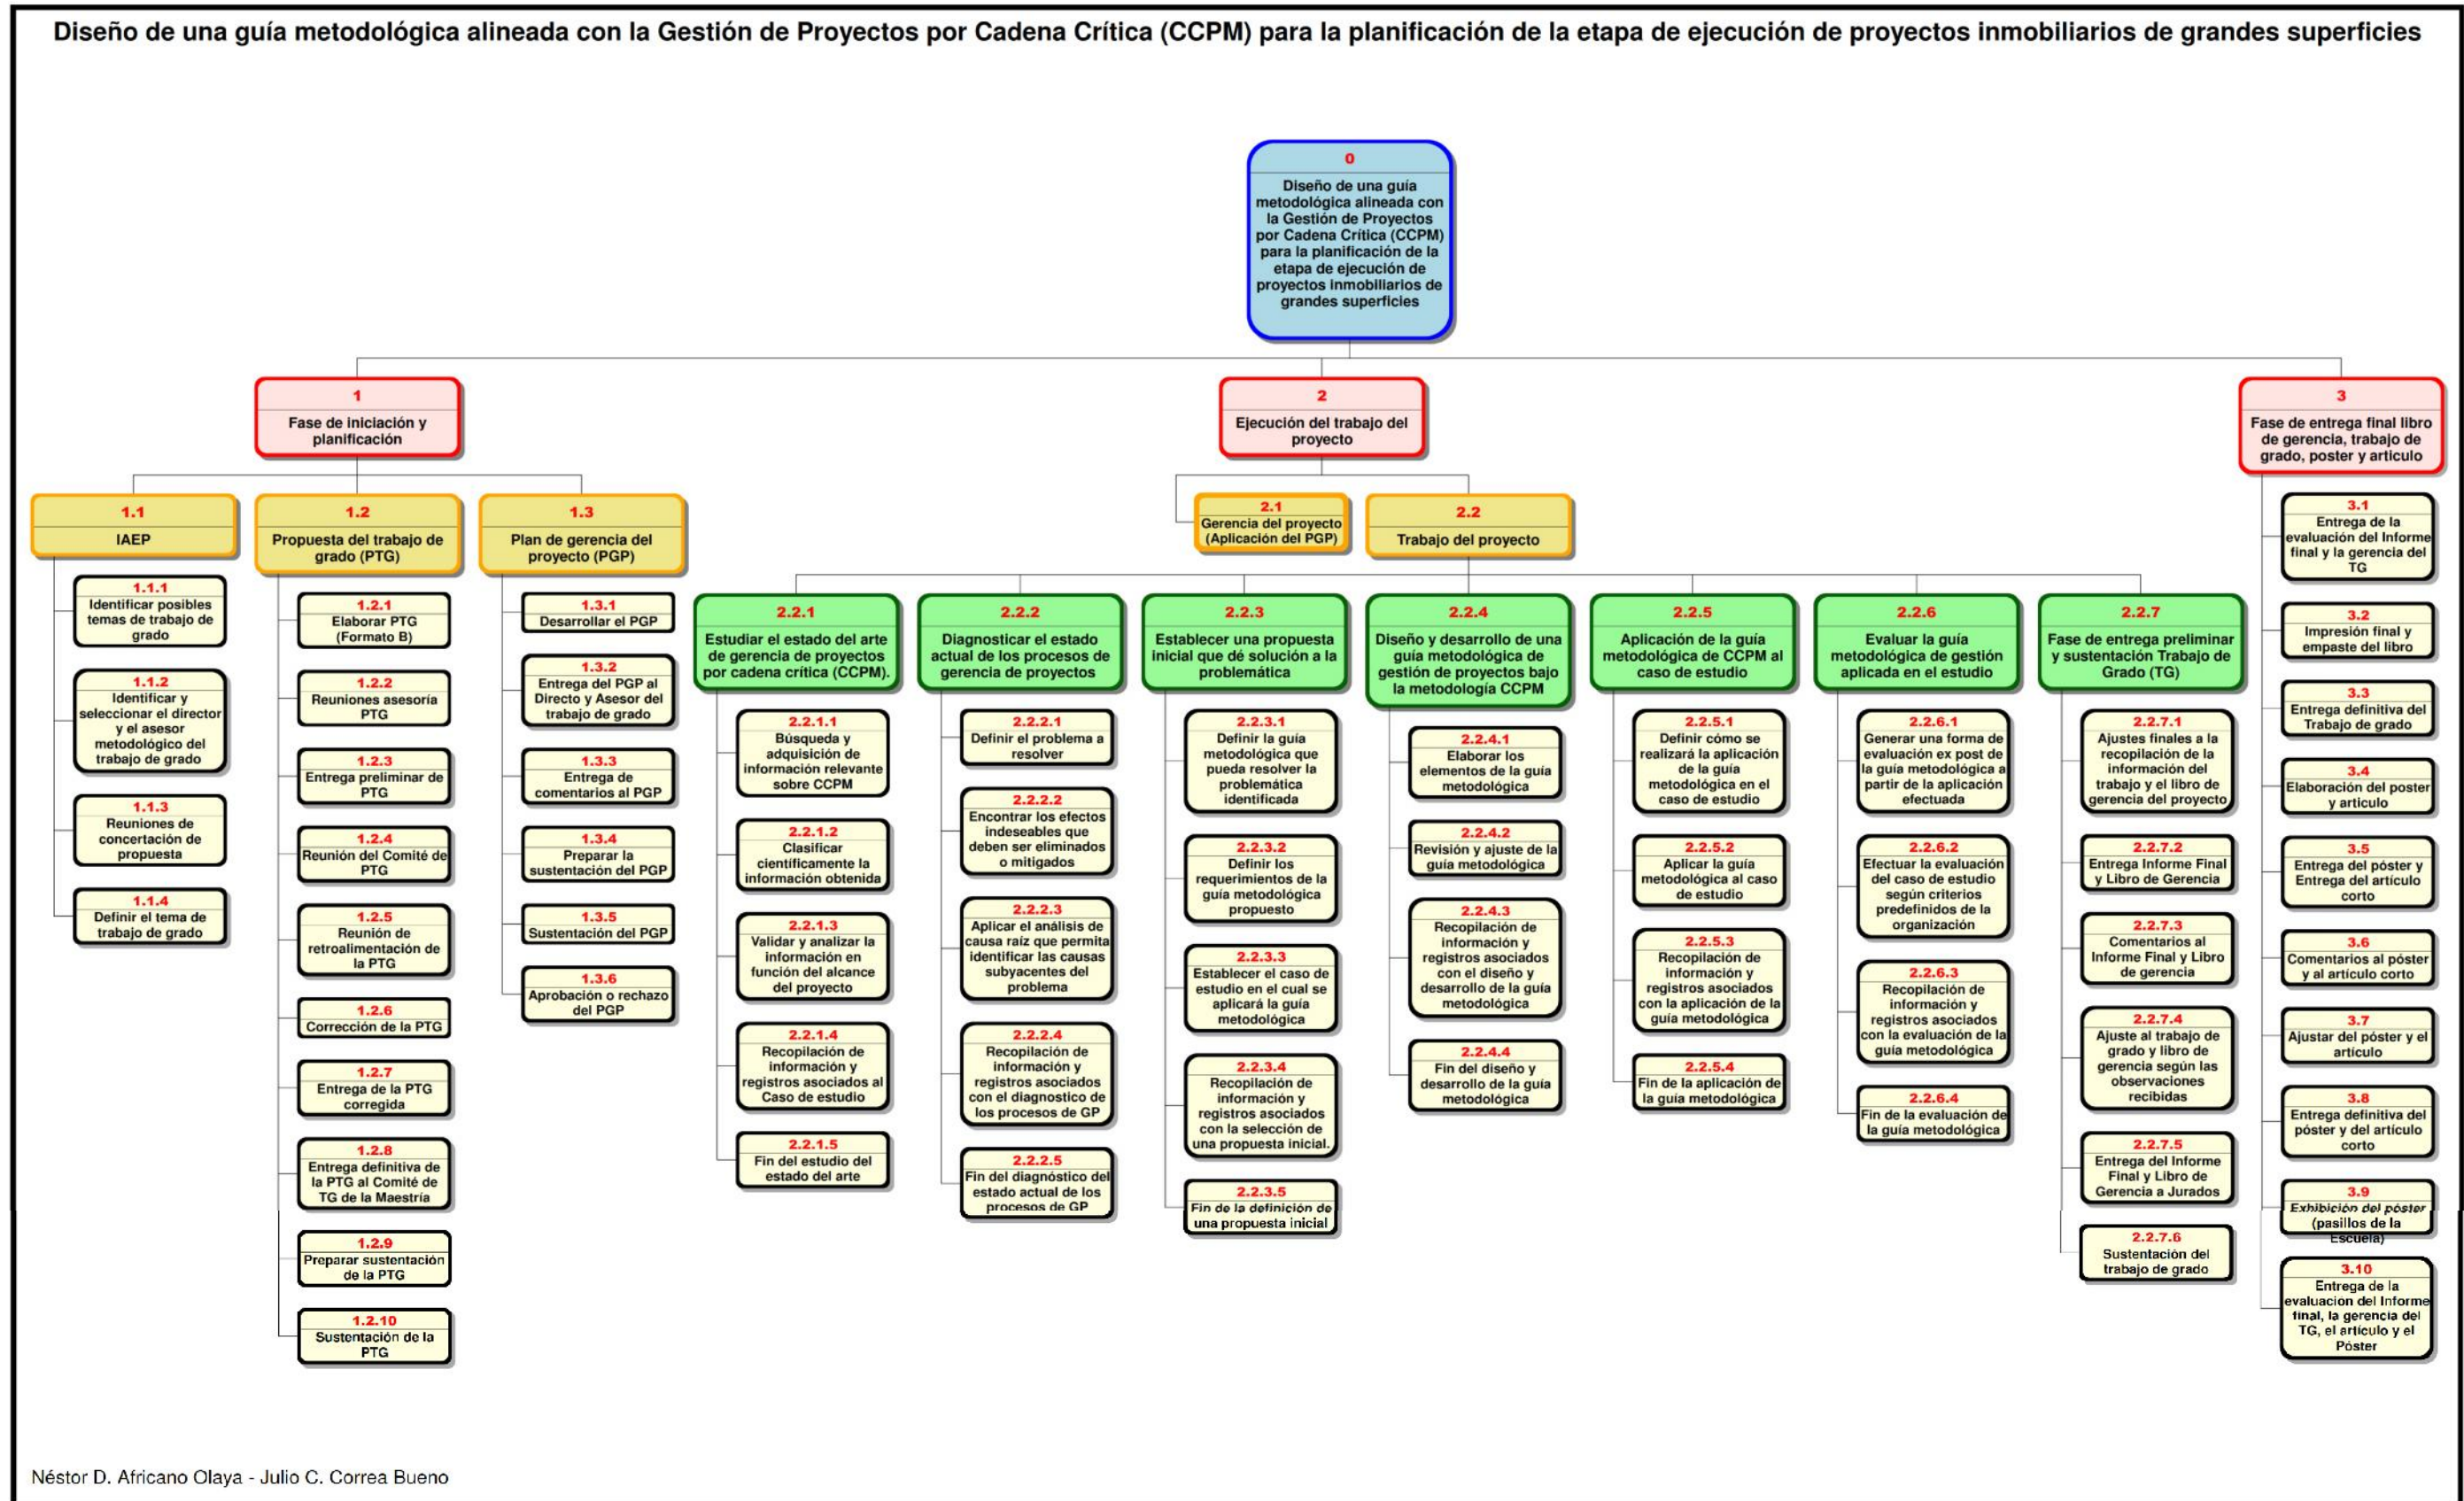 Diseño de una guía metodológica alineada con la Gestión de Proyectos por Cadena Crítica (CCPM) para la planificación de la etapa de ejecución de proyectos inmobiliarios de grandes superficies
0
Diseño de una guía
metodológica alineada con
la Gestión de Proyectos
por Cadena Crítica (CCPM)
para la planificación de la
etapa de ejecución de
proyectos inmobiliarios de
grandes superficies
1
Fase de iniciación y
planificación
1.1
IAEP
1.1.1
Identificar posibles
temas de trabajo de
grado
1.1.2
Identificar y
seleccionar el director
y el asesor
metodológico del
trabajo de grado
1.1.3
Reuniones de
concertación de
propuesta
1.1.4
Definir el tema de
trabajo de grado
1.2
Propuesta del trabajo de
grado (PTG)
1.2.1
Elaborar PTG
(Formato B)
1.2.2
Reuniones asesoría
PTG
1.2.3
Entrega preliminar de
PTG
1.2.4
Reunión del Comité de
PTG
1.2.5
Reunión de
retroalimentación de
la PTG
1.2.6
Corrección de la PTG
1.2.7
Entrega de la PTG
corregida
1.2.8
Entrega definitiva de
la PTG al Comité de
TG de la Maestría
1.2.9
Preparar sustentación
de la PTG
1.2.10
Sustentación de la
PTG
1.3
Plan de gerencia del
proyecto (PGP)
1.3.1
Desarrollar el PGP
1.3.2
Entrega del PGP al
Directo y Asesor del
trabajo de grado
1.3.3
Entrega de
comentarios al PGP
1.3.4
Preparar la
sustentación del PGP
1.3.5
Sustentación del PGP
1.3.6
Aprobación o rechazo
del PGP
2
Ejecución del trabajo del
proyecto
2.1
Gerencia del proyecto
(Aplicación del PGP)
2.2
Trabajo del proyecto
2.2.1
Estudiar el estado del arte
de gerencia de proyectos
por cadena crítica (CCPM).
2.2.1.1
Búsqueda y
adquisición de
información relevante
sobre CCPM
2.2.1.2
Clasificar
científicamente la
información obtenida
2.2.1.3
Validar y analizar la
información en
función del alcance
del proyecto
2.2.1.4
Recopilación de
información y
registros asociados al
Caso de estudio
2.2.1.5
Fin del estudio del
estado del arte
2.2.2
Diagnosticar el estado
actual de los procesos de
gerencia de proyectos
2.2.2.1
Definir el problema a
resolver
2.2.2.2
Encontrar los efectos
indeseables que
deben ser eliminados
o mitigados
2.2.2.3
Aplicar el análisis de
causa raíz que permita
identificar las causas
subyacentes del
problema
2.2.2.4
Recopilación de
información y
registros asociados
con el diagnostico de
los procesos de GP
2.2.2.5
Fin del diagnóstico del
estado actual de los
procesos de GP
2.2.3
Establecer una propuesta
inicial que dé solución a la
problemática
2.2.3.1
Definir la guía
metodológica que
pueda resolver la
problemática
identificada
2.2.3.2
Definir los
requerimientos de la
guía metodológica
propuesto
2.2.3.3
Establecer el caso de
estudio en el cual se
aplicará la guía
metodológica
2.2.3.4
Recopilación de
información y
registros asociados
con la selección de
una propuesta inicial.
2.2.3.5
Fin de la definición de
una propuesta inicial
2.2.4
Diseño y desarrollo de una
guía metodológica de
gestión de proyectos bajo
la metodología CCPM
2.2.4.1
Elaborar los
elementos de la guía
metodológica
2.2.4.2
Revisión y ajuste de la
guía metodológica
2.2.4.3
Recopilación de
información y
registros asociados
con el diseño y
desarrollo de la guía
metodológica
2.2.4.4
Fin del diseño y
desarrollo de la guía
metodológica
2.2.5
Aplicación de la guía
metodológica de CCPM al
caso de estudio
2.2.5.1
Definir cómo se
realizará la aplicación
de la guía
metodológica en el
caso de estudio
2.2.5.2
Aplicar la guía
metodológica al caso
de estudio
2.2.5.3
Recopilación de
información y
registros asociados
con la aplicación de la
guía metodológica
2.2.5.4
Fin de la aplicación de
la guía metodológica
2.2.6
Evaluar la guía
metodológica de gestión
aplicada en el estudio
2.2.6.1
Generar una forma de
evaluación ex post de
la guía metodológica a
partir de la aplicación
efectuada
2.2.6.2
Efectuar la evaluación
del caso de estudio
según criterios
predefinidos de la
organización
2.2.6.3
Recopilación de
información y
registros asociados
con la evaluación de la
guía metodológica
2.2.6.4
Fin de la evaluación de
la guía metodológica
2.2.7
Fase de entrega preliminar
y sustentación Trabajo de
Grado (TG)
2.2.7.1
Ajustes finales a la
recopilación de la
información del
trabajo y el libro de
gerencia del proyecto
2.2.7.2
Entrega Informe Final
y Libro de Gerencia
2.2.7.3
Comentarios al
Informe Final y Libro
de gerencia
2.2.7.4
Ajuste al trabajo de
grado y libro de
gerencia según las
observaciones
recibidas
2.2.7.5
Entrega del Informe
Final y Libro de
Gerencia a Jurados
2.2.7.6
Sustentación del
trabajo de grado
3
Fase de entrega final libro
de gerencia, trabajo de
grado, poster y articulo
3.1
Entrega de la
evaluación del Informe
final y la gerencia del
TG
3.2
Impresión final y
empaste del libro
3.3
Entrega definitiva del
Trabajo de grado
3.4
Elaboración del poster
y articulo
3.5
Entrega del póster y
Entrega del artículo
corto
3.6
Comentarios al póster
y al artículo corto
3.7
Ajustar del póster y el
artículo
3.8
Entrega definitiva del
póster y del artículo
corto
3.9
Exhibición del póster
(pasillos de la
Escuela)
3.10
Entrega de la
evaluación del Informe
final, la gerencia del
TG, el artículo y el
Póster
Néstor D. Africano Olaya - Julio C. Correa Bueno